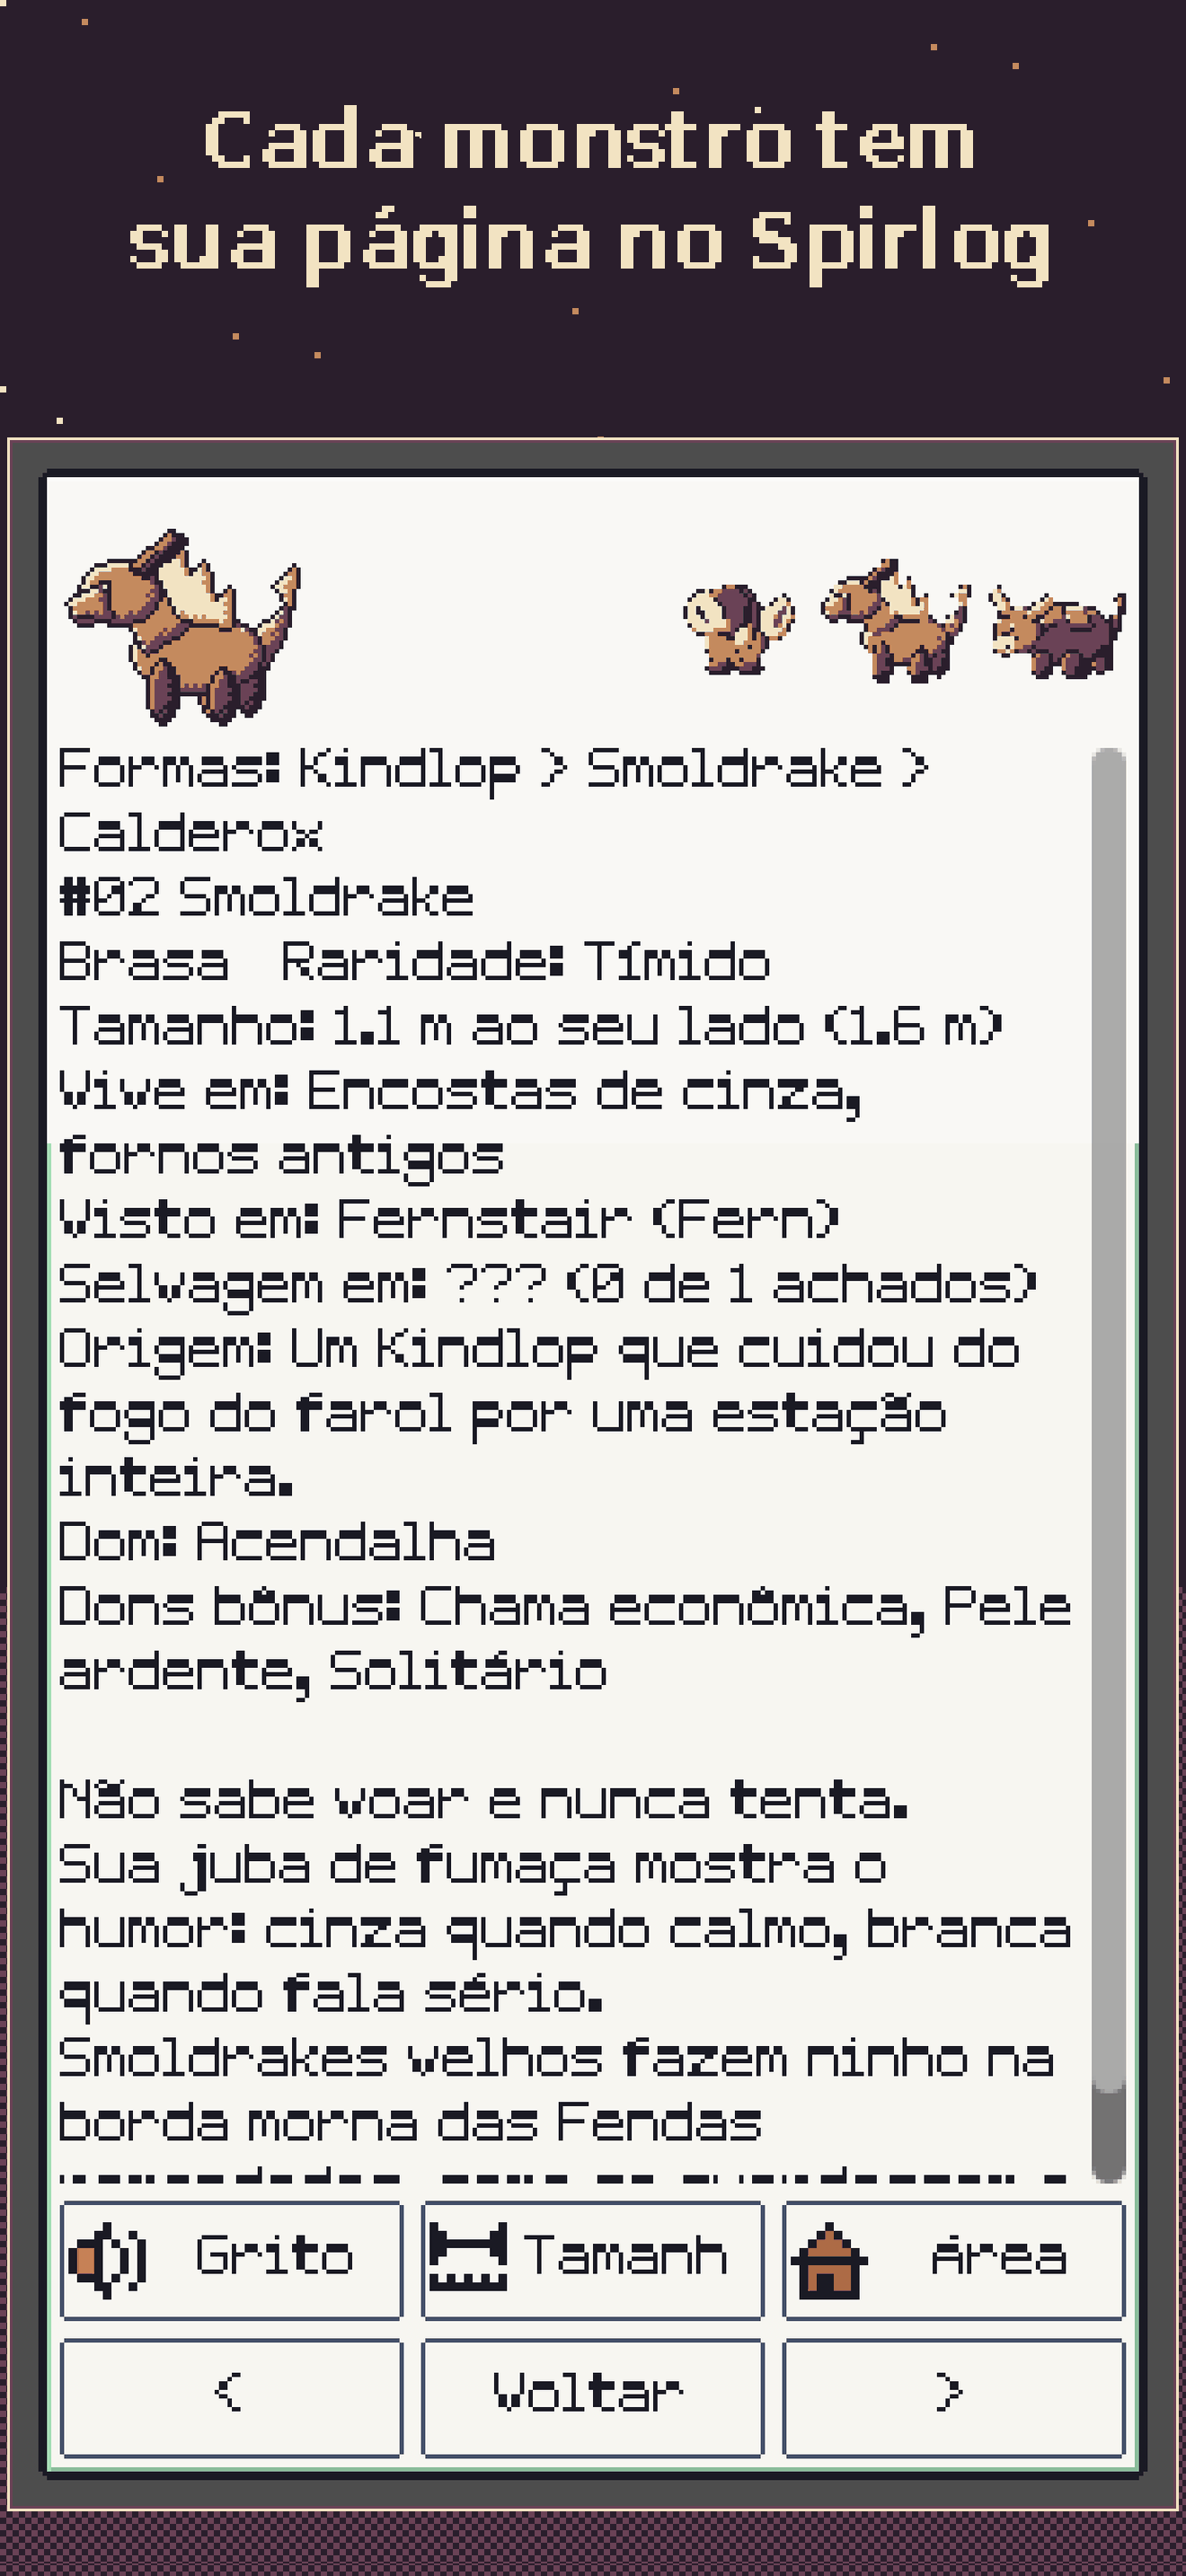 Cada monstro tem
sua página no Spirlog
Formas: Kindlop > Smoldrake >
Calderox
#02 Smoldrake
Brasa Raridade: Tímido
Tamanho: 1.1 m ao seu lado (1.6 m)
Vive em: Encostas de cinza,
fornos antigos
Visto em: Fernstair (Fern)
Selvagem em: ??? (0 de 1 achados)
Origem: Um Kindlop que cuidou do
fogo do farol por uma estação
inteira.
Dom: Acendalha
Dons bônus: Chama econômica, Pele
ardente, Solitário
Não sabe voar e nunca tenta.
Sua juba de fumaça mostra o
humor: cinza quando calmo, branca
quando fala sério.
Smoldrakes velhos fazem ninho na
borda morna das Fendas
Grito
Tamanh
Área
<
Voltar
>